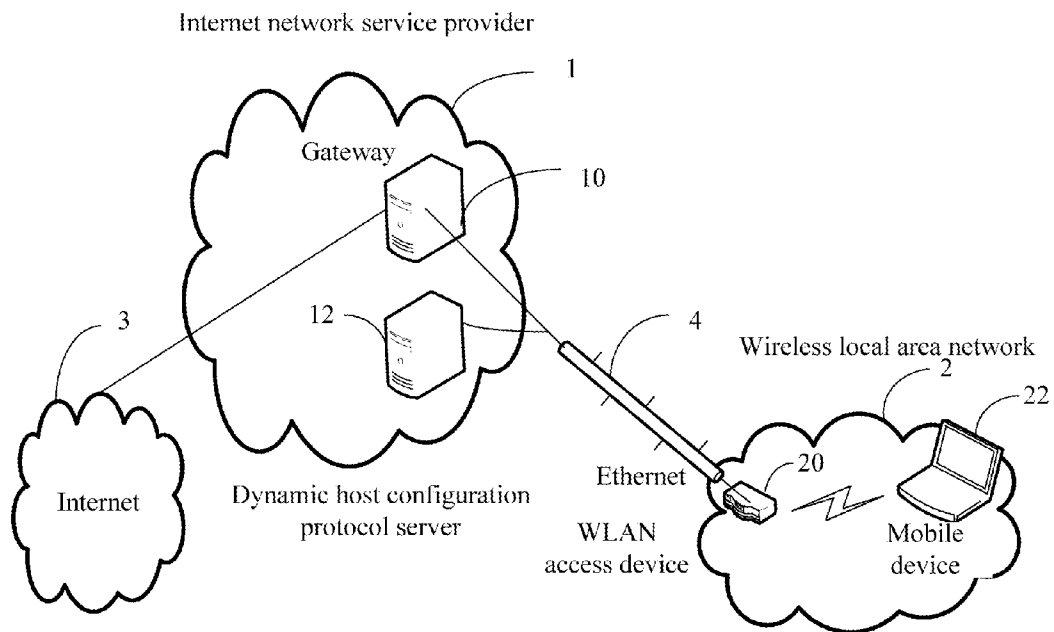 Internet network service provider
1
Gateway
10
3
12
4
Wireless local area network
2
22
Internet
Dynamic host configuration
protocol server
Ethernet
20
WLAN
access device
Mobile
device